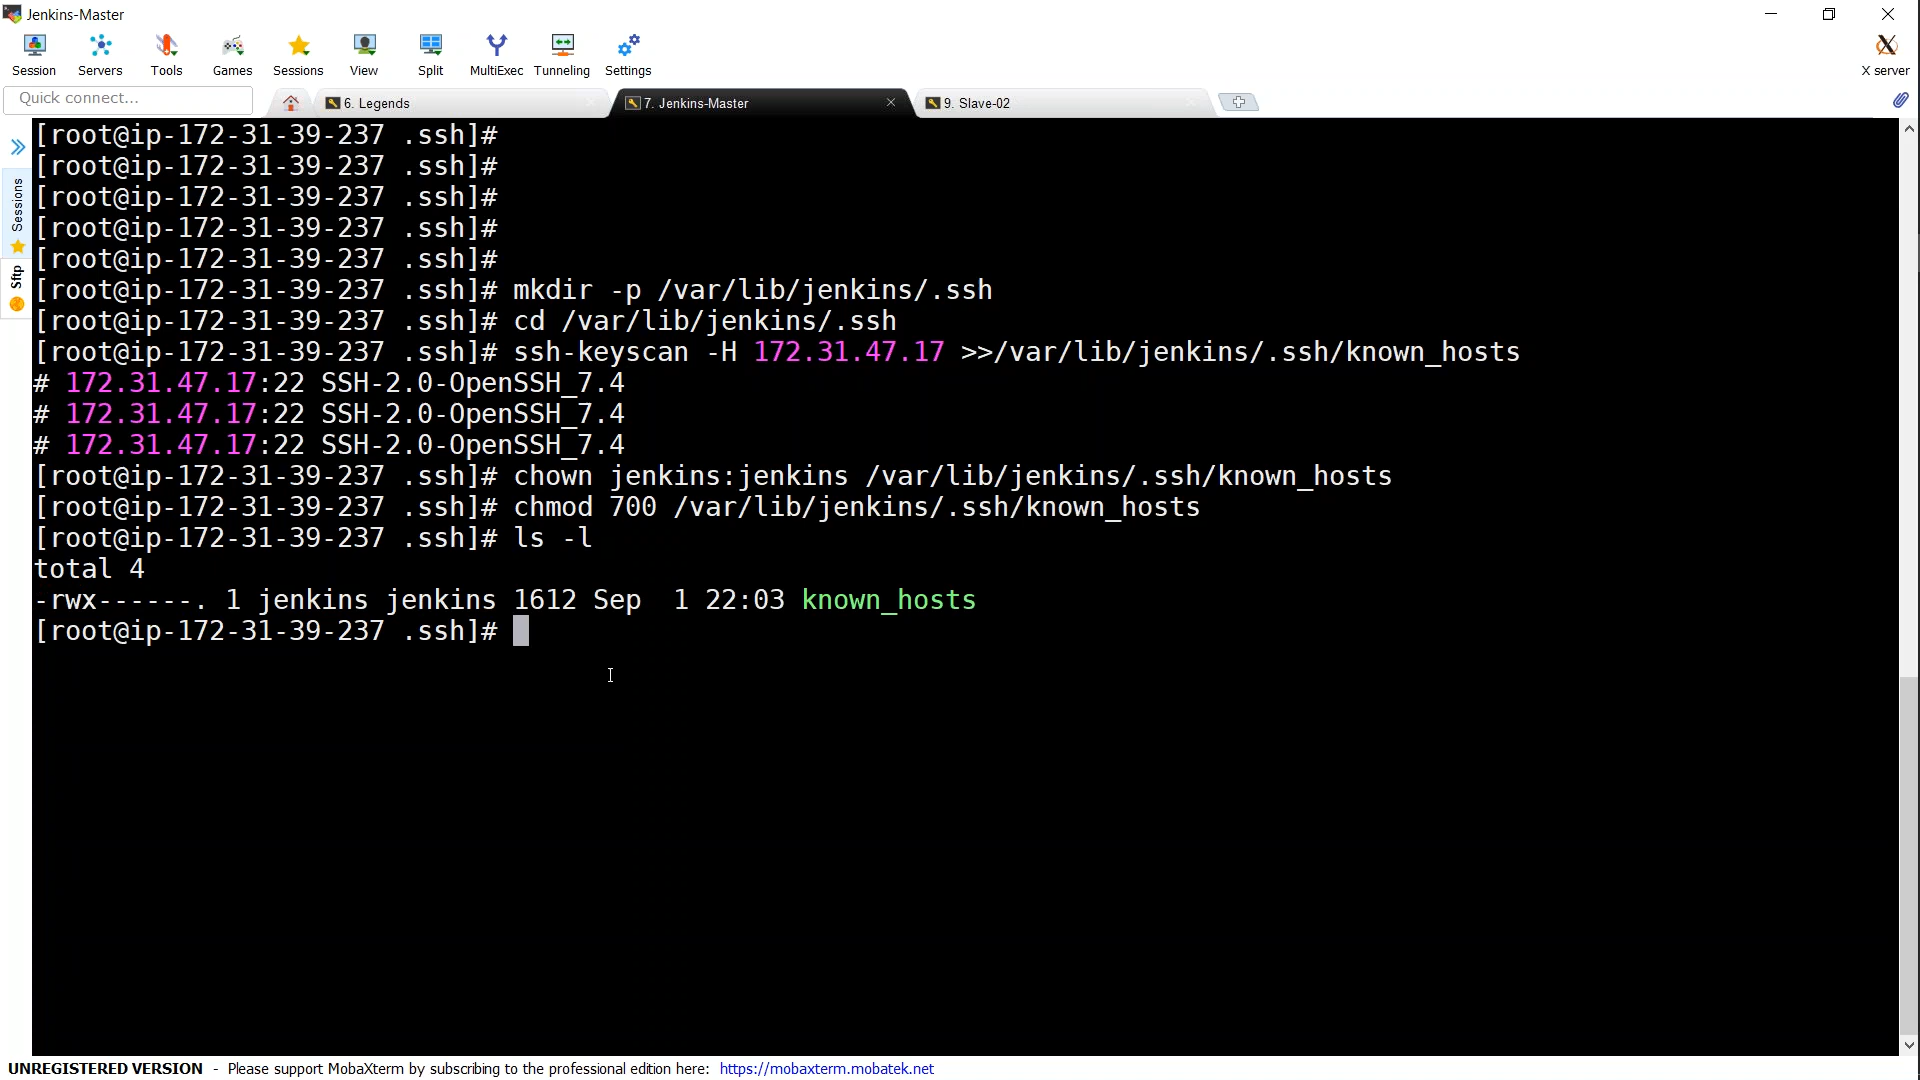 Jenkins-Master
Session Servers Tools Games Sessions View Split MultiExec Tunneling Settings X server
Quick connect... 6. Legends 7. Jenkins-Master 9. Slave-02
Sessions
Sftp
[root@ip-172-31-39-237 .ssh]#
[root@ip-172-31-39-237 .ssh]#
[root@ip-172-31-39-237 .ssh]#
[root@ip-172-31-39-237 .ssh]#
[root@ip-172-31-39-237 .ssh]#
[root@ip-172-31-39-237 .ssh]# mkdir -p /var/lib/jenkins/.ssh
[root@ip-172-31-39-237 .ssh]# cd /var/lib/jenkins/.ssh
[root@ip-172-31-39-237 .ssh]# ssh-keyscan -H 172.31.47.17 >>/var/lib/jenkins/.ssh/known_hosts
# 172.31.47.17:22 SSH-2.0-OpenSSH_7.4
# 172.31.47.17:22 SSH-2.0-OpenSSH_7.4
# 172.31.47.17:22 SSH-2.0-OpenSSH_7.4
[root@ip-172-31-39-237 .ssh]# chown jenkins:jenkins /var/lib/jenkins/.ssh/known_hosts
[root@ip-172-31-39-237 .ssh]# chmod 700 /var/lib/jenkins/.ssh/known_hosts
[root@ip-172-31-39-237 .ssh]# ls -l
total 4
-rwx------. 1 jenkins jenkins 1612 Sep  1 22:03 known_hosts
[root@ip-172-31-39-237 .ssh]#
UNREGISTERED VERSION - Please support MobaXterm by subscribing to the professional edition here: https://mobaxterm.mobatek.net